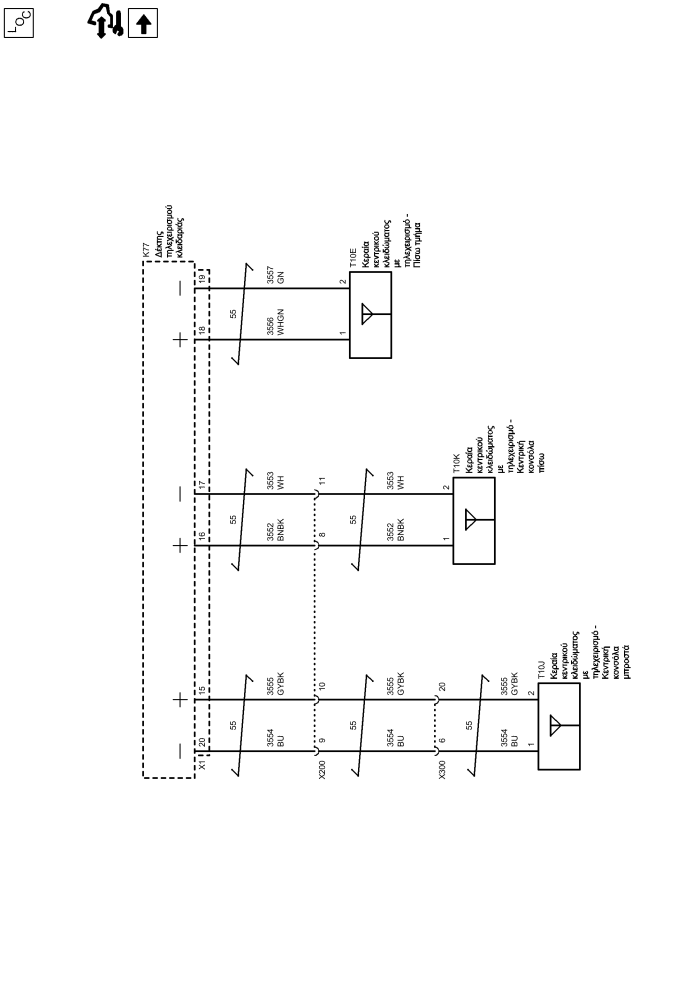 LOC
K77
Δέκτης
τηλεχειρισμού
κλειδαριάς
X1 20 15 16 17 18 19
55 55 55
3554 3555 3552 3553 3556 3557
BU GYBK BNBK WH WHGN GN
X200 9 10 8 11
1 2
T10E
Κεραία
κεντρικού
κλειδώματος
με
τηλεχειρισμό -
Πίσω τμήμα
55 55
3554 3555 3552 3553
BU GYBK BNBK WH
X300 6 20
1 2
T10K
Κεραία
κεντρικού
κλειδώματος
με
τηλεχειρισμό -
Κεντρική
κονσόλα
πίσω
55
3554 3555
BU GYBK
1 2
T10J
Κεραία
κεντρικού
κλειδώματος
με
τηλεχειρισμό -
Κεντρική
κονσόλα
μπροστά